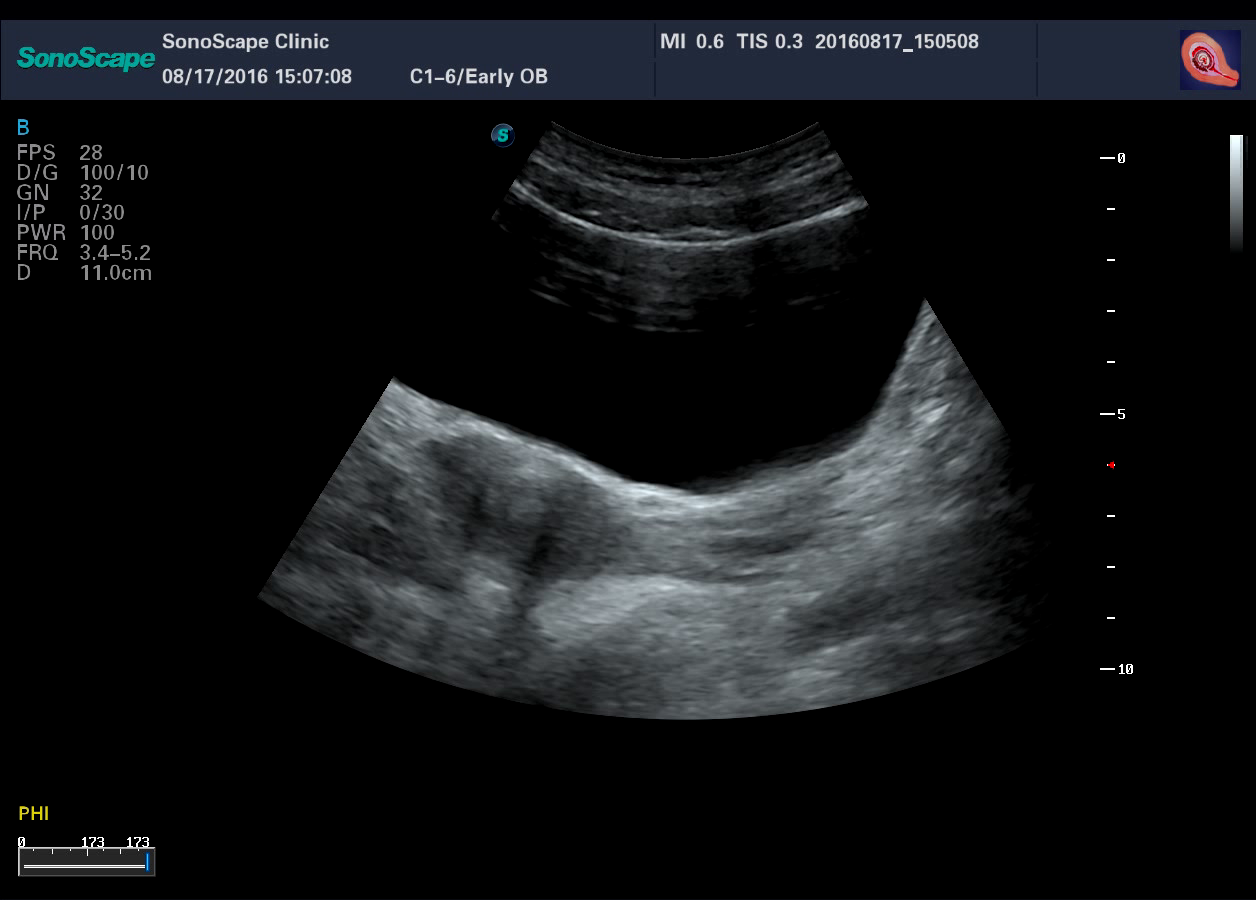 SonoScape
SonoScape Clinic
MI 0.6 TIS 0.3 20160817_150508
08/17/2016 15:07:08 C1-6/Early OB
S
B
FPS 28
D/G 100/10
GN 32
I/P 0/30
PWR 100
FRQ 3.4-5.2
D 11.0cm
0
5
10
PHI
0 173 173